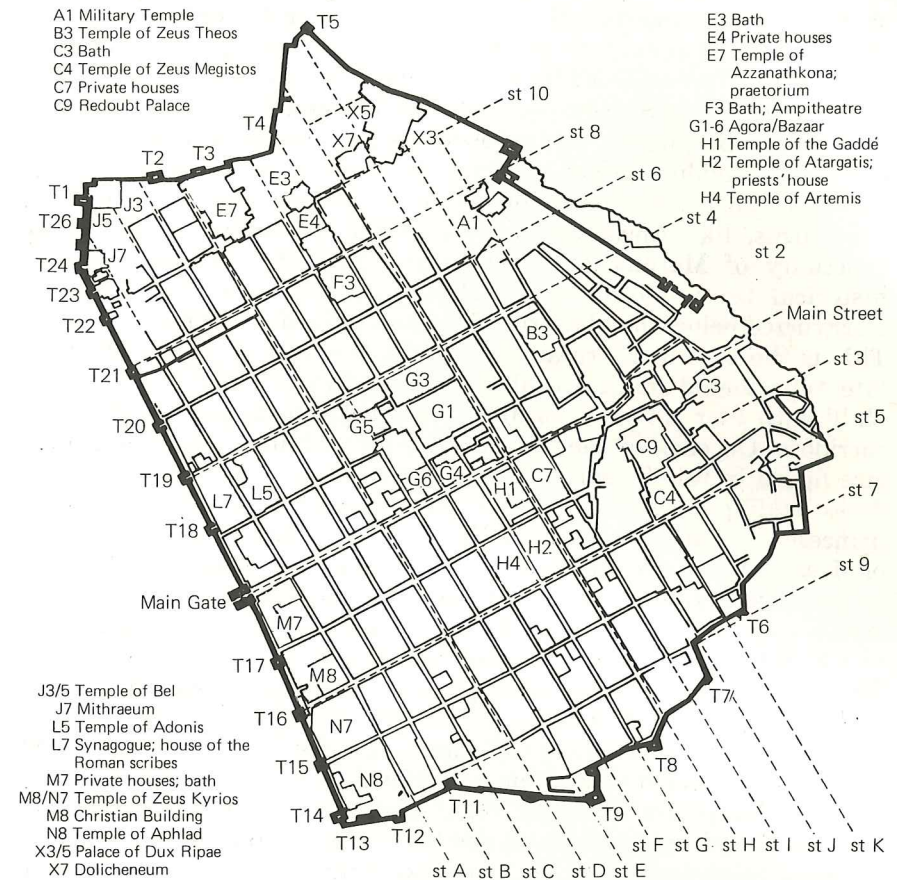 A1 Military Temple
B3 Temple of Zeus Theos
C3 Bath
C4 Temple of Zeus Megistos
C7 Private houses
C9 Redoubt Palace
E3 Bath
E4 Private houses
E7 Temple of
Azzanathkona;
praetorium
F3 Bath; Ampitheatre
G1-6 Agora/Bazaar
H1 Temple of the Gaddé
H2 Temple of Atargatis;
priests' house
H4 Temple of Artemis
T5
st 10
X5
T4
X7
X3
st 8
T2
T3
E3
st 6
T1
J3
E7
T26
J5
E4
A1
st 4
J7
st 2
T24
F3
T23
Main Street
T22
B3
st 3
T21
G3
C3
G1
T20
G5
st 5
C9
T19
L7
L5
G6
G4
C7
H1
C4
st 7
T18
H2
H4
st 9
Main Gate
M7
T6
T17
M8
T7
T16
N7
T8
T15
N8
T11
T9
T14
T13
T12
J3/5 Temple of Bel
J7 Mithraeum
L5 Temple of Adonis
L7 Synagogue; house of the
Roman scribes
M7 Private houses; bath
M8/N7 Temple of Zeus Kyrios
M8 Christian Building
N8 Temple of Aphlad
X3/5 Palace of Dux Ripae
X7 Dolicheneum
st F st G st H st I st J st K
st A st B st C st D st E